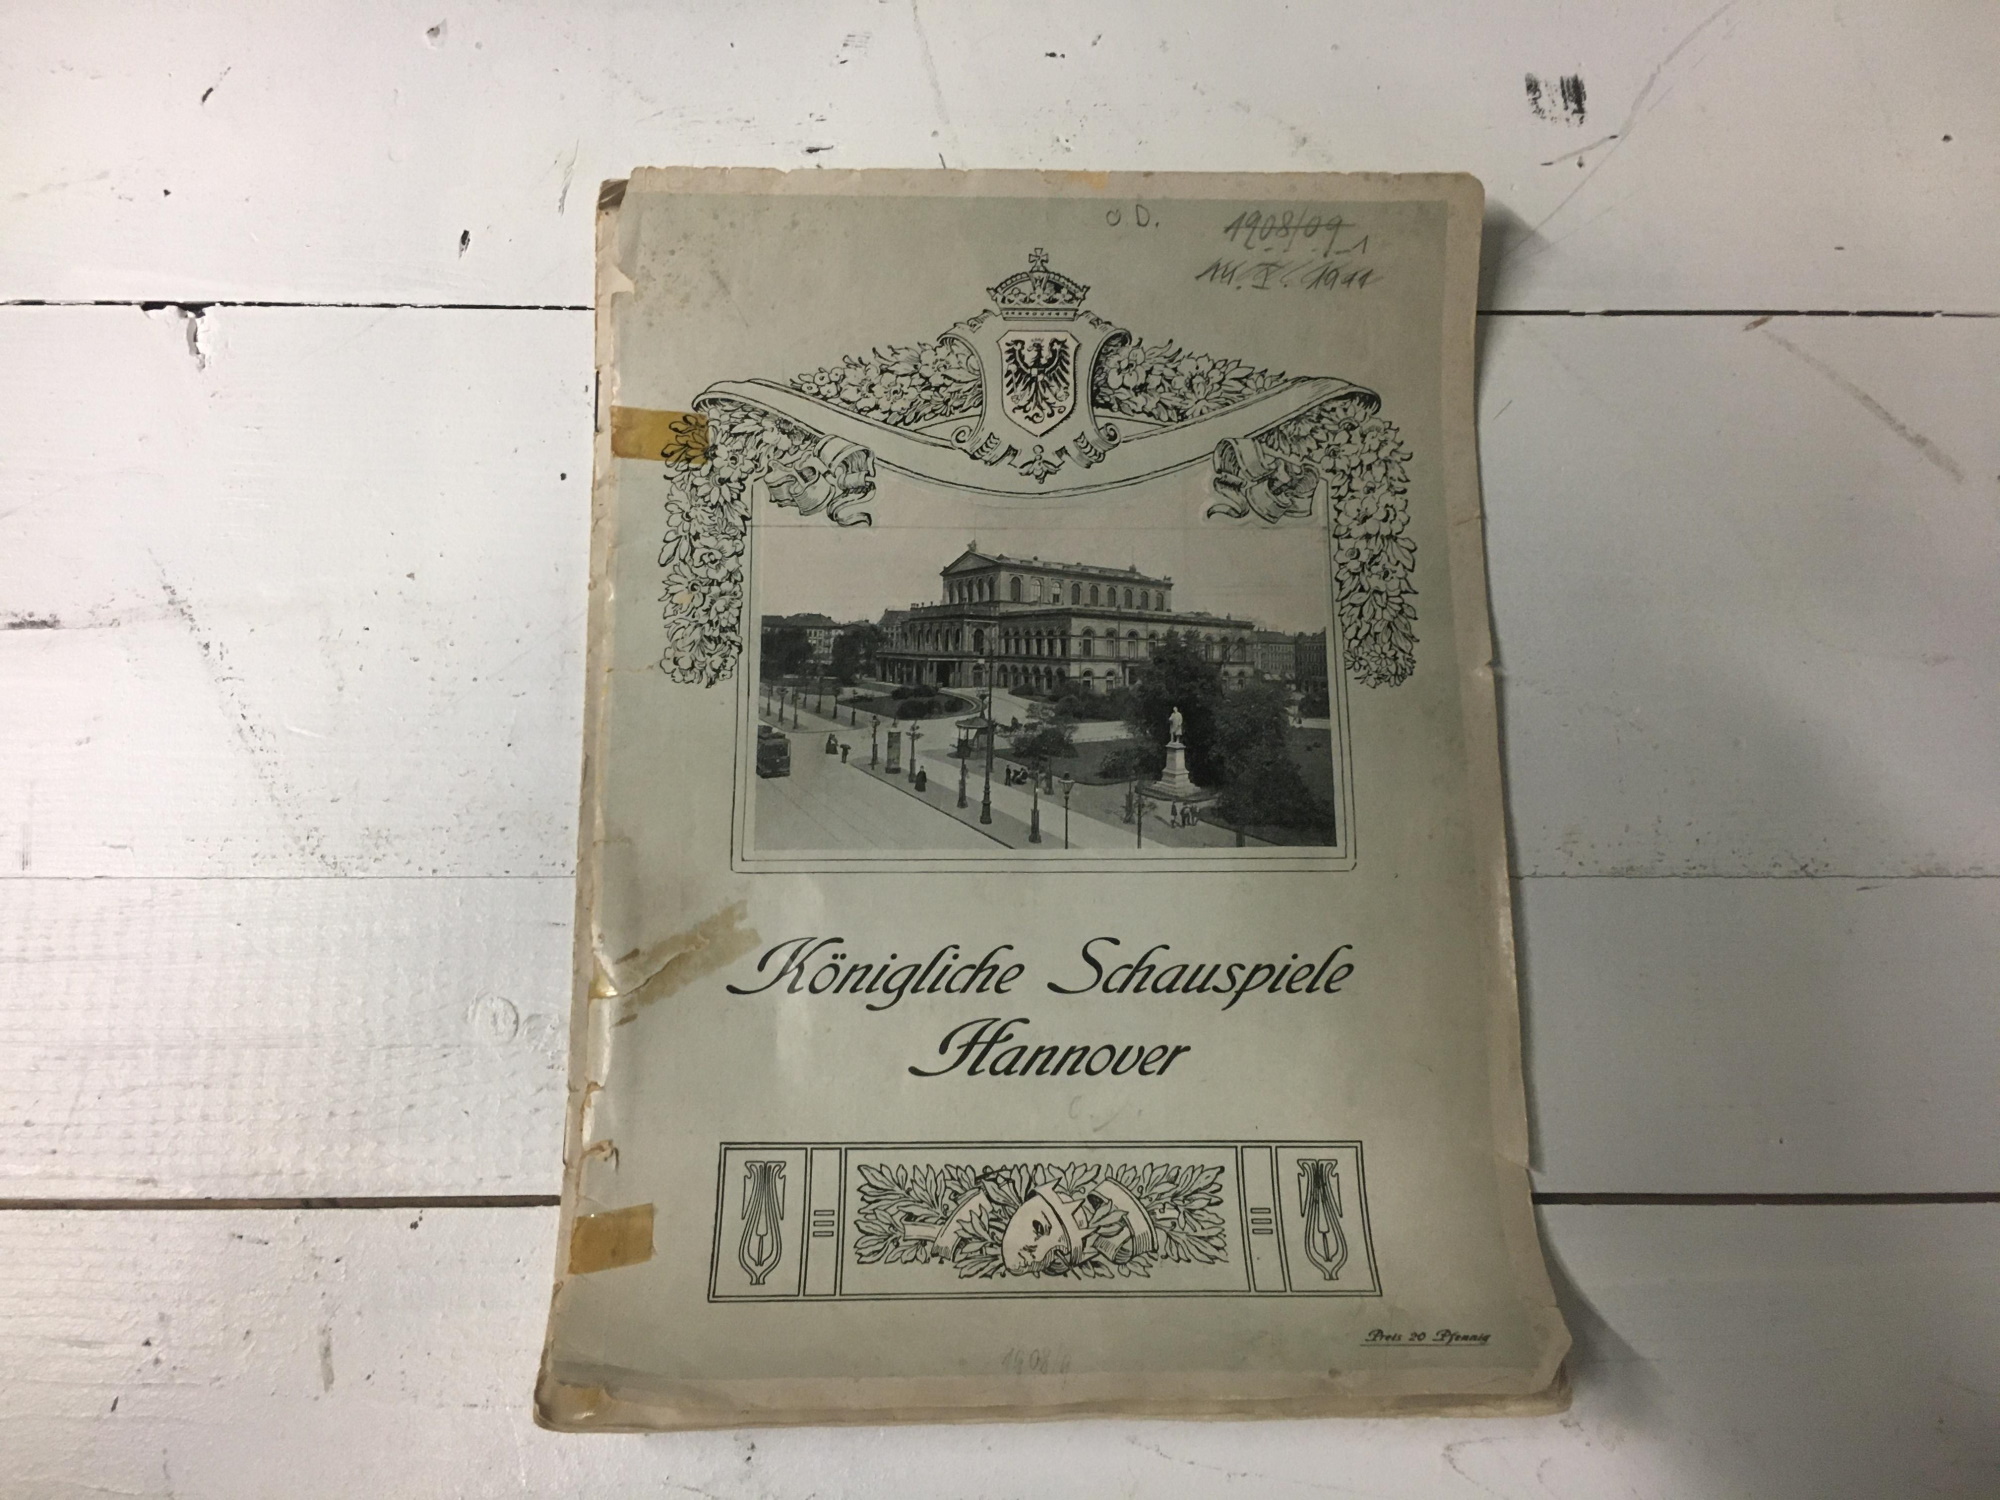 o.D.
1908/09
Königliche Schauspiele
Hannover
Preis 20 Pfennig